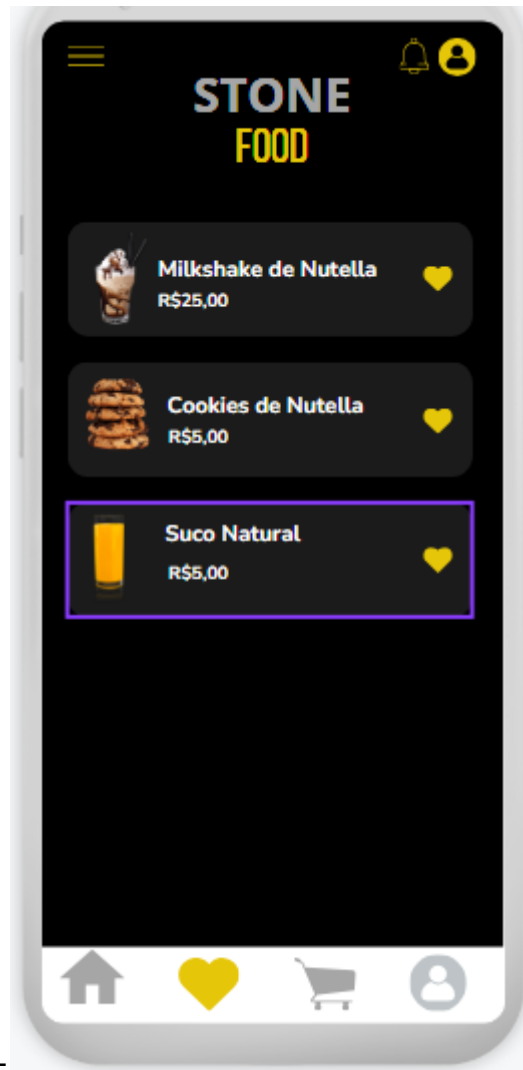 STONE
FOOD
Milkshake de Nutella
R$25,00
Cookies de Nutella
R$5,00
Suco Natural
R$5,00